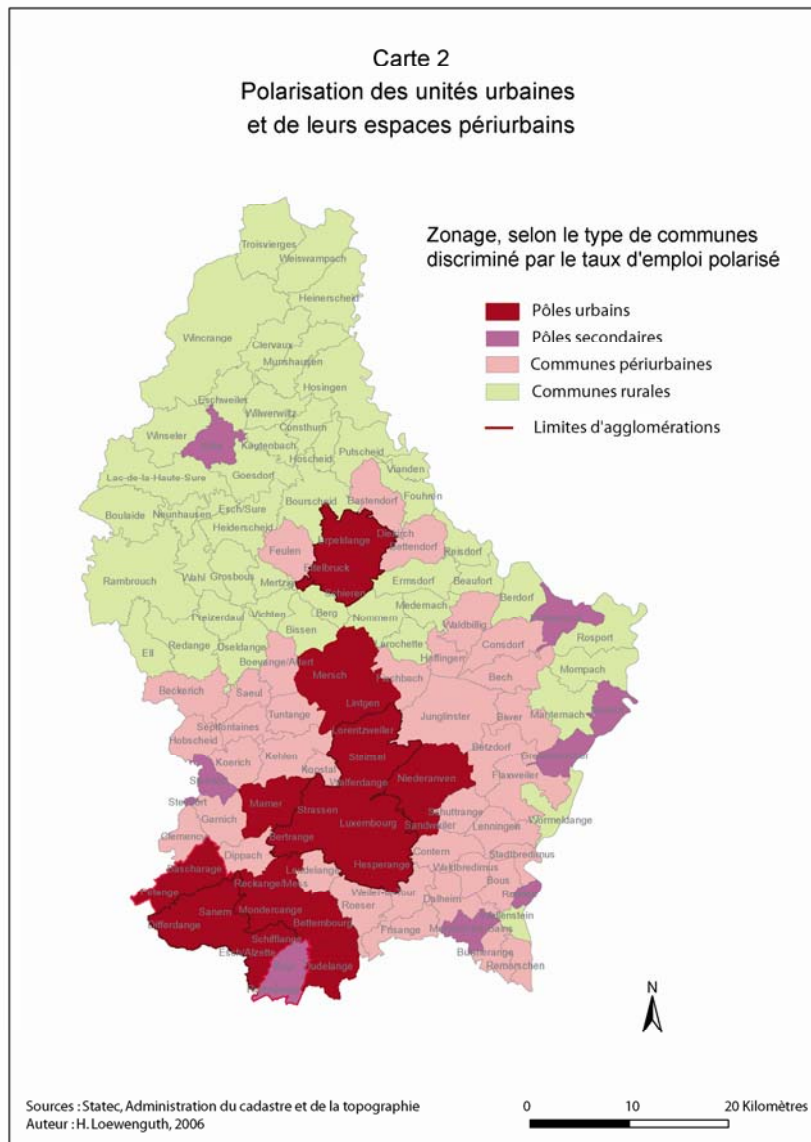 Carte 2
Polarisation des unités urbaines
et de leurs espaces périurbains
Zonage, selon le type de communes
discriminé par le taux d'emploi polarisé
Pôles urbains
Pôles secondaires
Communes périurbaines
Communes rurales
Limites d'agglomérations
Troisvierges
Weiswampach
Heinerscheid
Wincrange
Clervaux
Munshausen
Hosingen
Eschweiler
Wilwerwiltz
Consthum
Winseler
Kautenbach
Hoscheid
Putscheid
Vianden
Lac-de-la-Haute-Sure
Goesdorf
Bourscheid
Bastendorf
Fouhren
Boulaide
Neunhausen
Esch/Sure
Heiderscheid
Erpeldange
Diekirch
Bettendorf
Reisdorf
Feulen
Ettelbruck
Rambrouch
Wahl
Grosbous
Mertzig
Schieren
Ermsdorf
Beaufort
Berdorf
Preizerdaul
Vichten
Berg
Nommern
Medernach
Waldbillig
Rosport
Ell
Redange
Useldange
Bissen
Larochette
Heffingen
Consdorf
Mompach
Boevange/Attert
Mersch
Fischbach
Bech
Beckerich
Saeul
Lintgen
Junglinster
Biwer
Manternach
Tuntange
Septfontaines
Lorentzweiler
Hobscheid
Kehlen
Steinsel
Betzdorf
Koerich
Kopstal
Walferdange
Niederanven
Flaxweiler
Steinfort
Mamer
Strassen
Schuttrange
Wormeldange
Garnich
Luxembourg
Sandweiler
Lenningen
Clemency
Bertrange
Contern
Stadtbredimus
Dippach
Hesperange
Waldbredimus
Bascharage
Leudelange
Bous
Reckange/Mess
Weiler-la-Tour
Dalheim
Petange
Sanem
Mondercange
Roeser
Differdange
Bettembourg
Frisange
Schifflange
Burmerange
Esch/Alzette
Dudelange
Remerschen
N
Sources : Statec, Administration du cadastre et de la topographie
Auteur : H. Loewenguth, 2006
0 10 20 Kilomètres